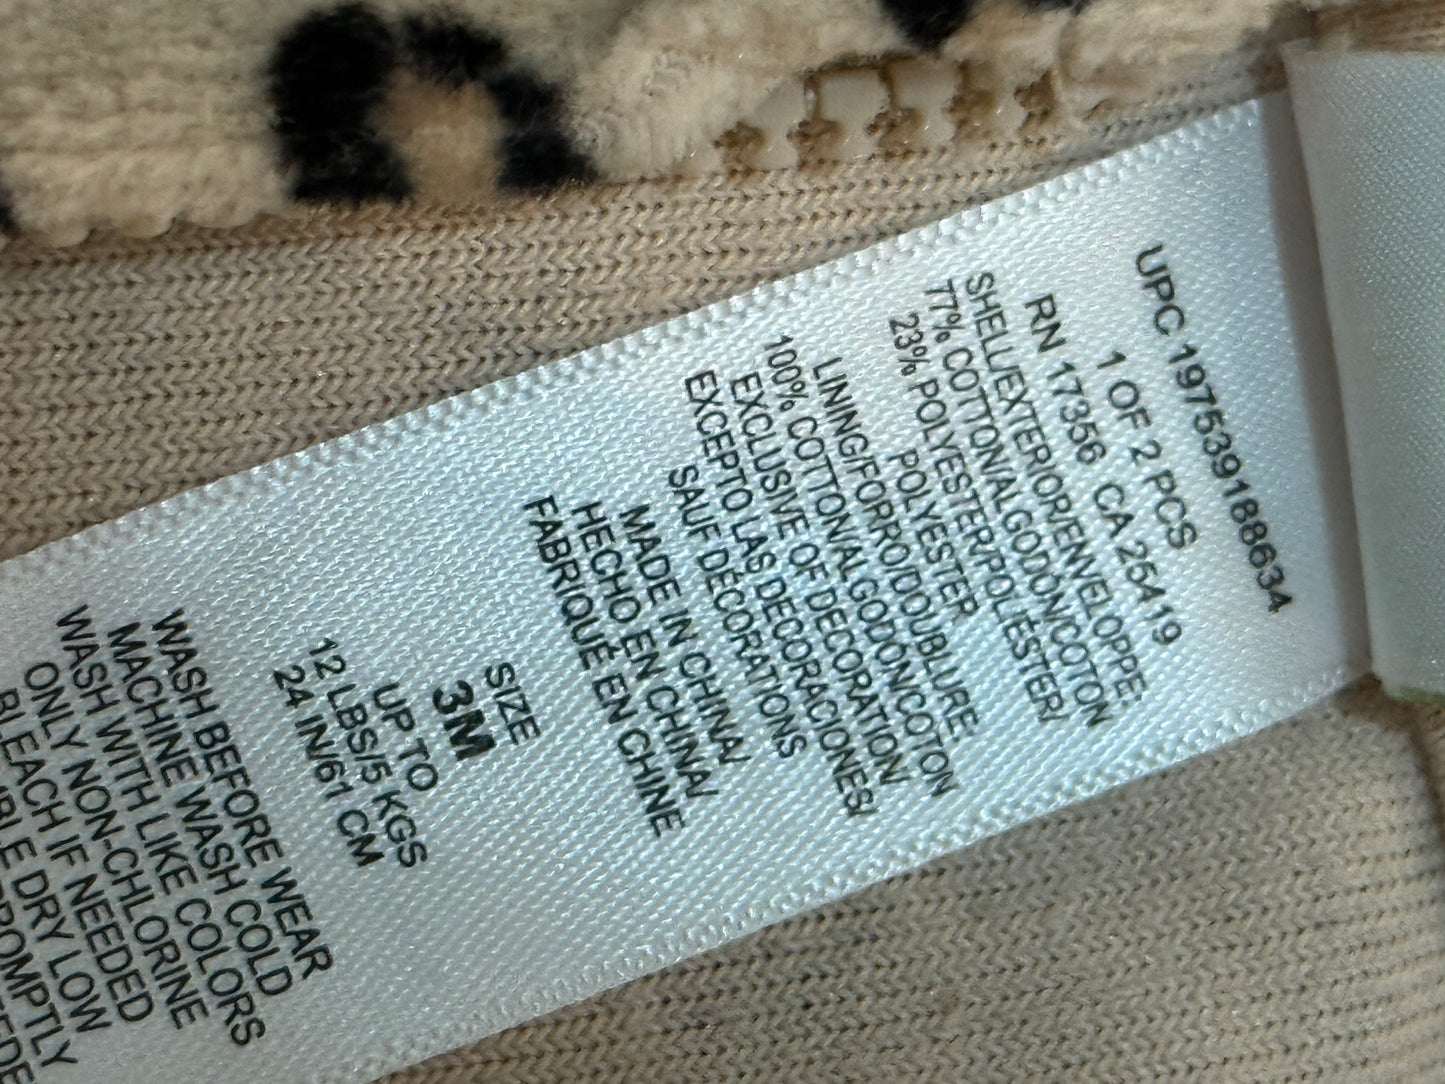 UPC 197539188634
1 OF 2 PCS
RN 17356 CA 25419
SHELL/EXTERIOR/ENVELOPPE:
77% COTTON/ALGODÓN/COTON
23% POLYESTER/POLIÉSTER/
POLYESTER
LINING/FORRO/DOUBLURE:
100% COTTON/ALGODÓN/COTON
EXCLUSIVE OF DECORATION/
EXCEPTO LAS DECORACIONES/
SAUF DÉCORATIONS
MADE IN CHINA/
HECHO EN CHINA/
FABRIQUÉ EN CHINE
SIZE
3M
UP TO
12 LBS/5 KGS
24 IN/61 CM
WASH BEFORE WEAR
MACHINE WASH COLD
WASH WITH LIKE COLORS
ONLY NON-CHLORINE
BLEACH IF NEEDED
DRY LOW